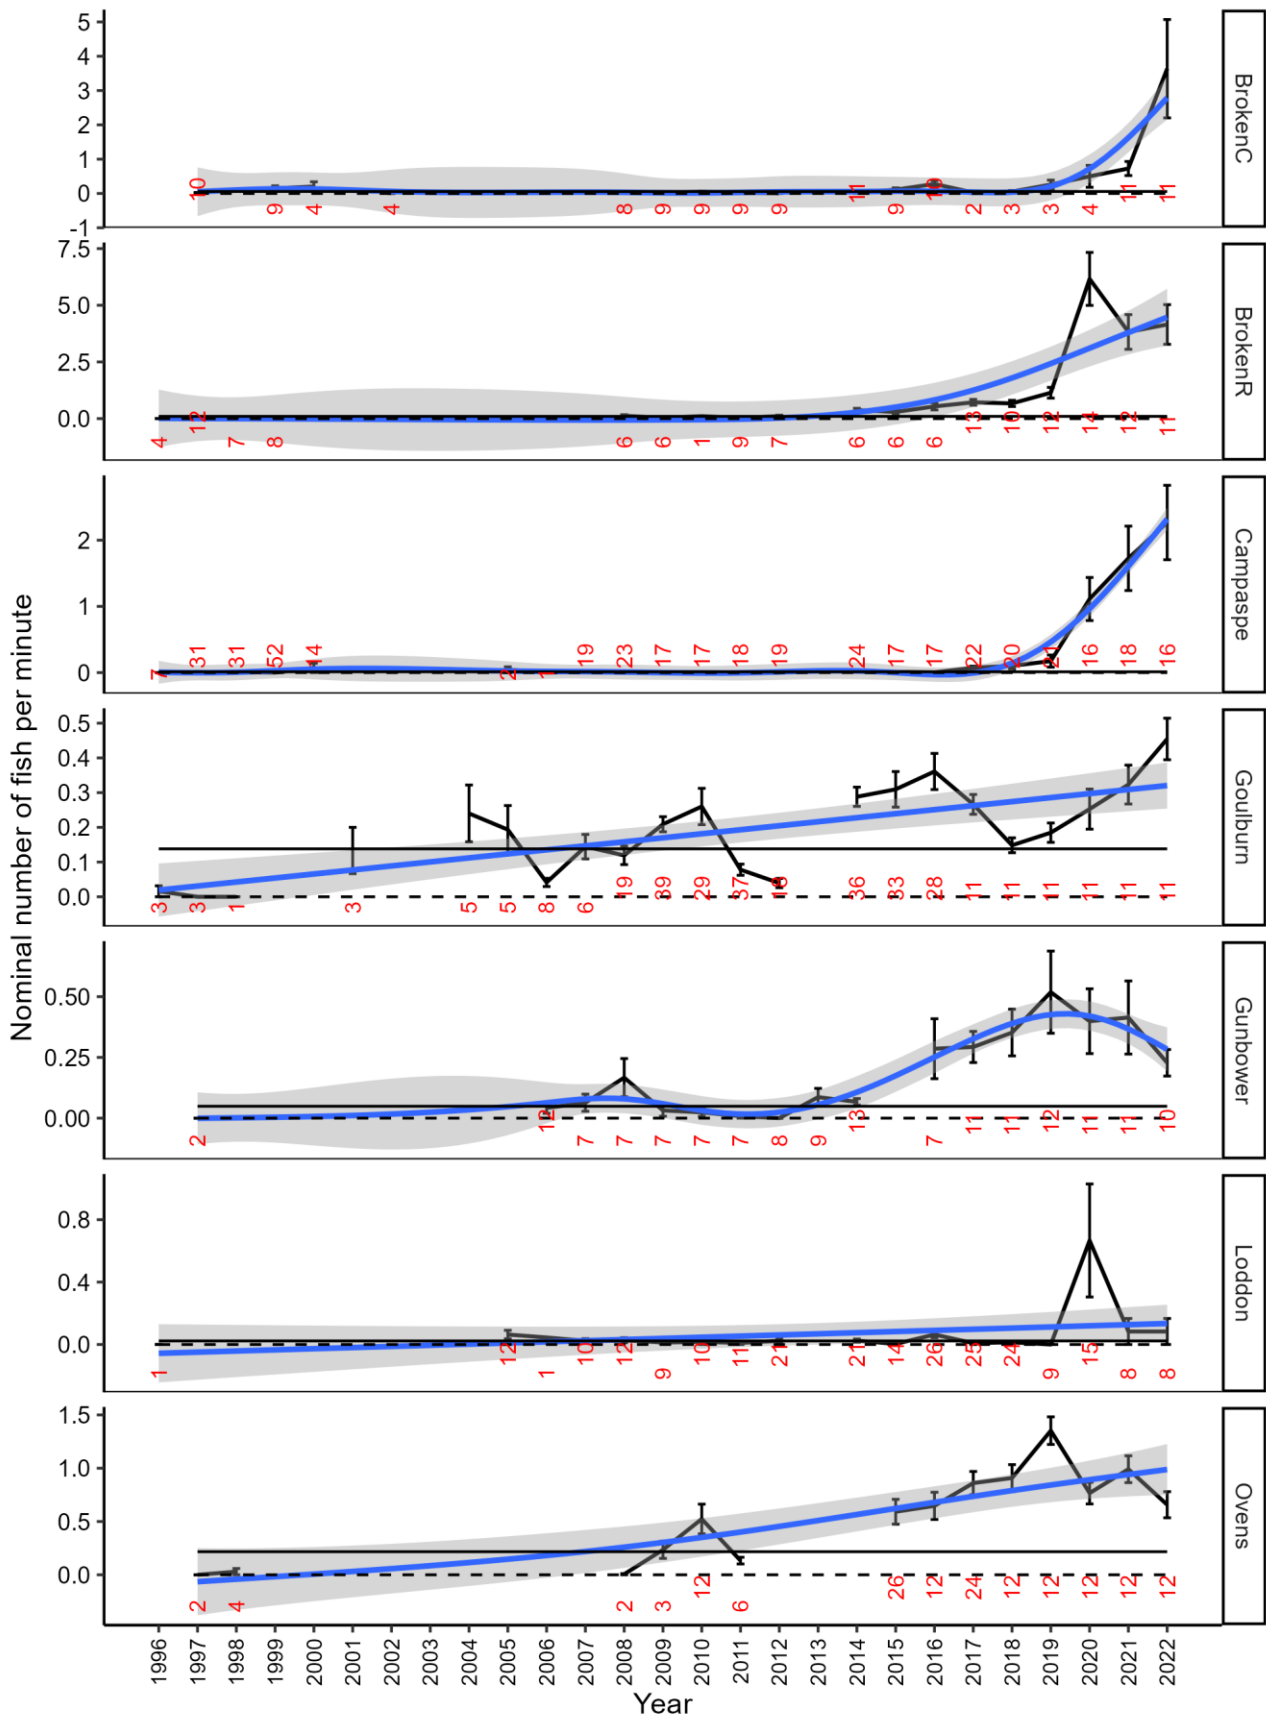 Nominal number of fish per minute
5
4
3
2
1
0
-1
10 9 4 4 8 9 9 9 9 11 9 19 2 3 3 4 11 11
BrokenC
7.5
5.0
2.5
0.0
4 12 7 8 6 6 1 9 7 6 6 6 13 10 12 14 12 11
BrokenR
2
1
0
7 31 31 52 14 2 1 19 23 17 17 18 19 24 17 17 22 20 21 16 18 16
Campaspe
0.5
0.4
0.3
0.2
0.1
0.0
3 3 1 3 5 5 8 6 19 39 29 37 16 36 33 28 11 11 11 11 11 11
Goulburn
0.50
0.25
0.00
2 12 7 7 7 7 7 8 9 13 7 11 11 12 11 11 10
Gunbower
0.8
0.4
0.0
1 12 1 10 12 9 10 11 21 21 14 26 25 24 9 15 8 8
Loddon
1.5
1.0
0.5
0.0
2 4 2 3 12 6 26 12 24 12 12 12 12 12
Ovens
1996 1997 1998 1999 2000 2001 2002 2003 2004 2005 2006 2007 2008 2009 2010 2011 2012 2013 2014 2015 2016 2017 2018 2019 2020 2021 2022
Year